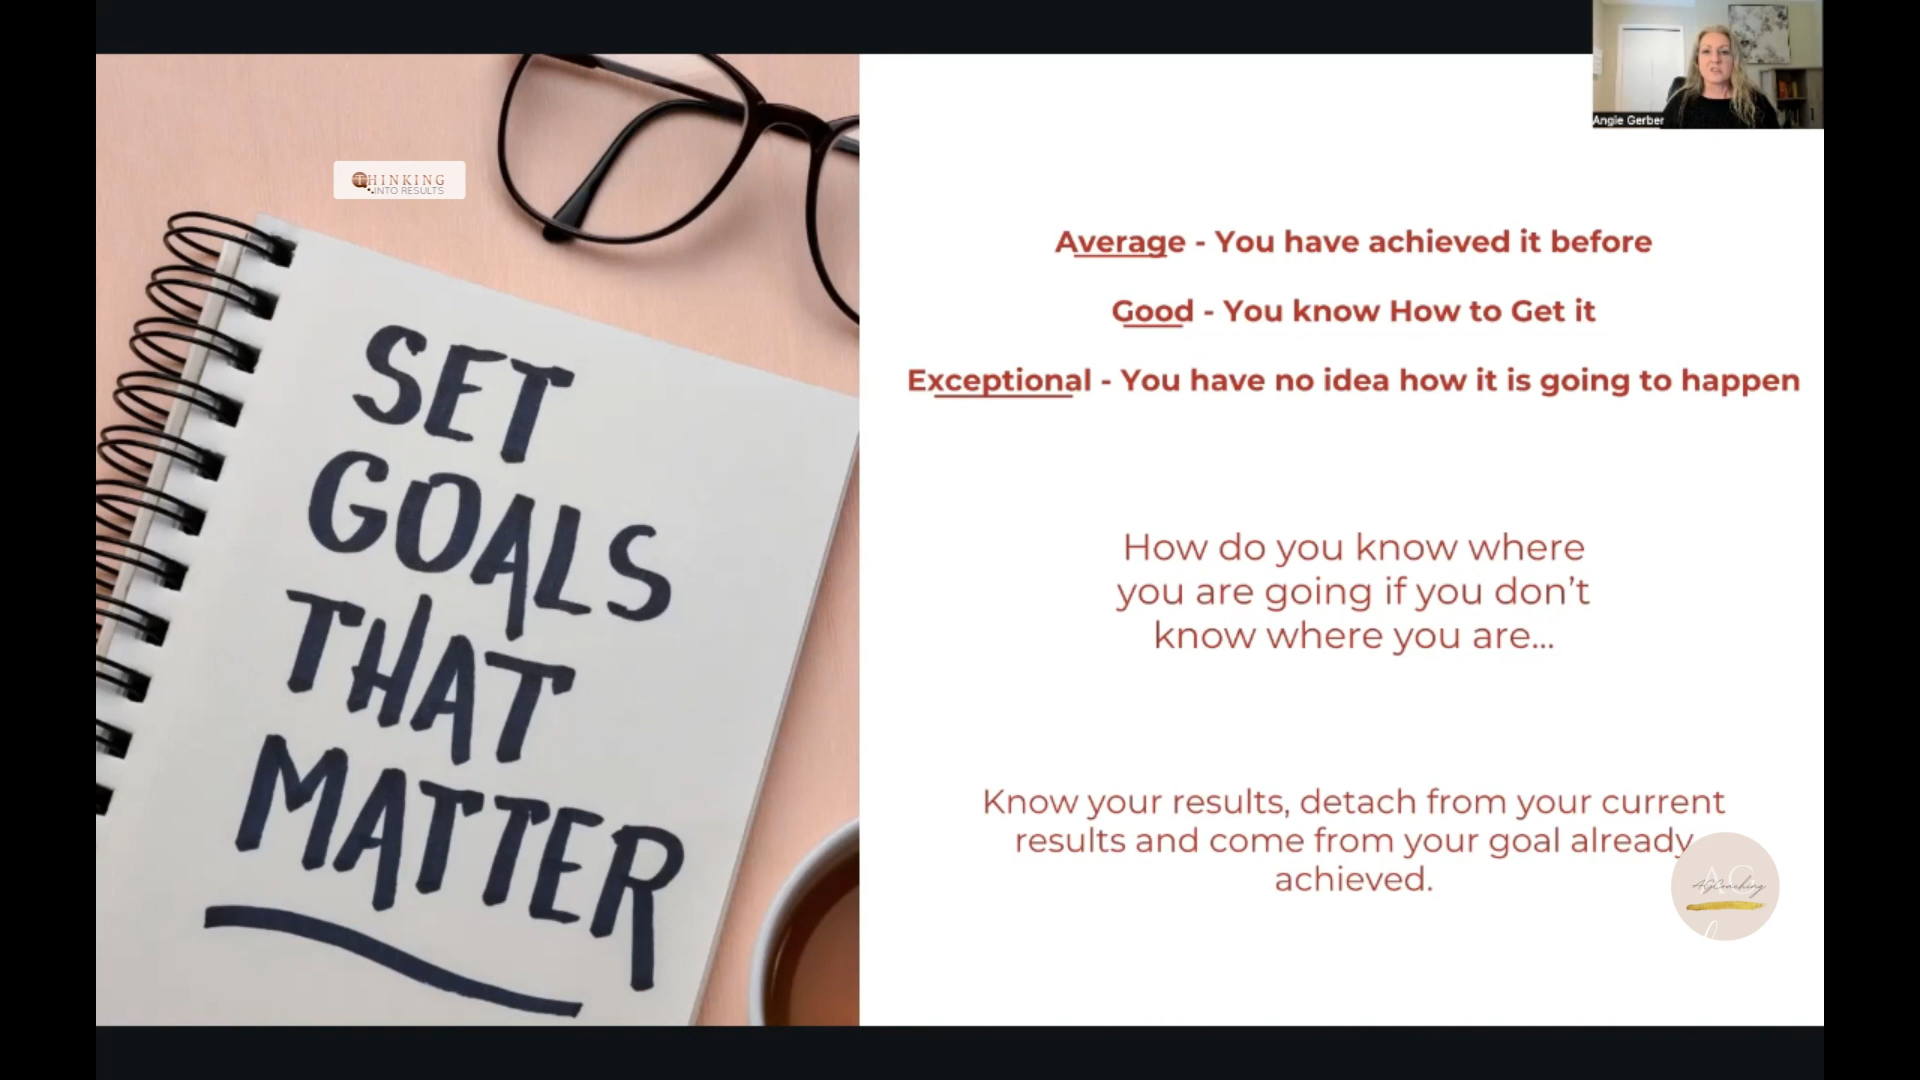 Angie Gerber
THINKING
INTO RESULTS
SET
GOALS
THAT
MATTER
Average - You have achieved it before
Good - You know How to Get it
Exceptional - You have no idea how it is going to happen
How do you know where
you are going if you don’t
know where you are...
Know your results, detach from your current
results and come from your goal already
achieved.
AG
AGCoaching